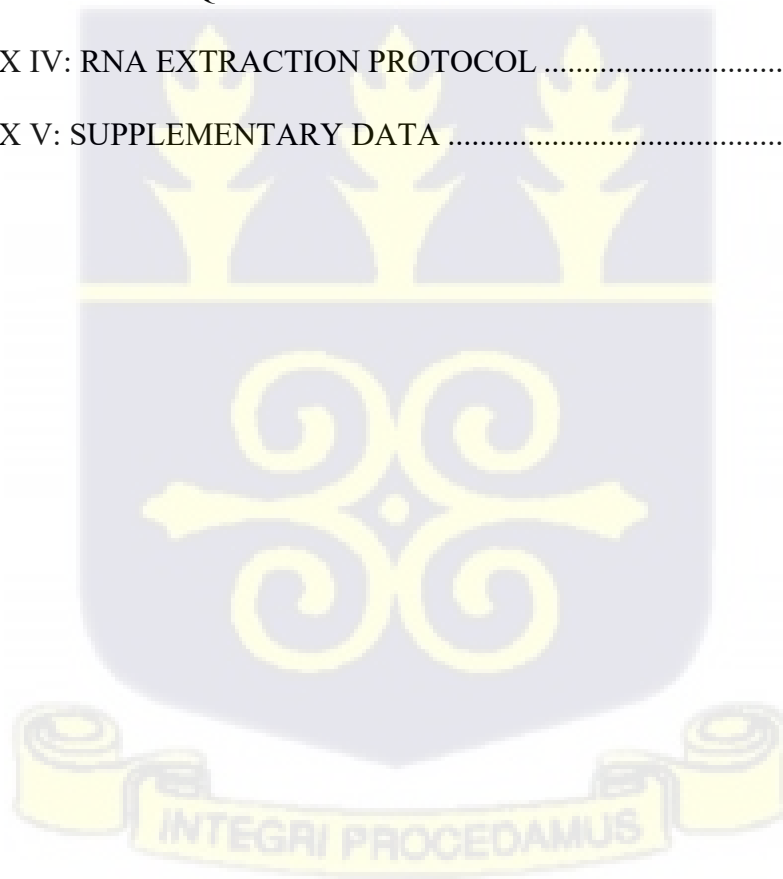 X IV: RNA EXTRACTION PROTOCOL ..............................
X V: SUPPLEMENTARY DATA ..........................................
INTEGRI PROCEDAMUS